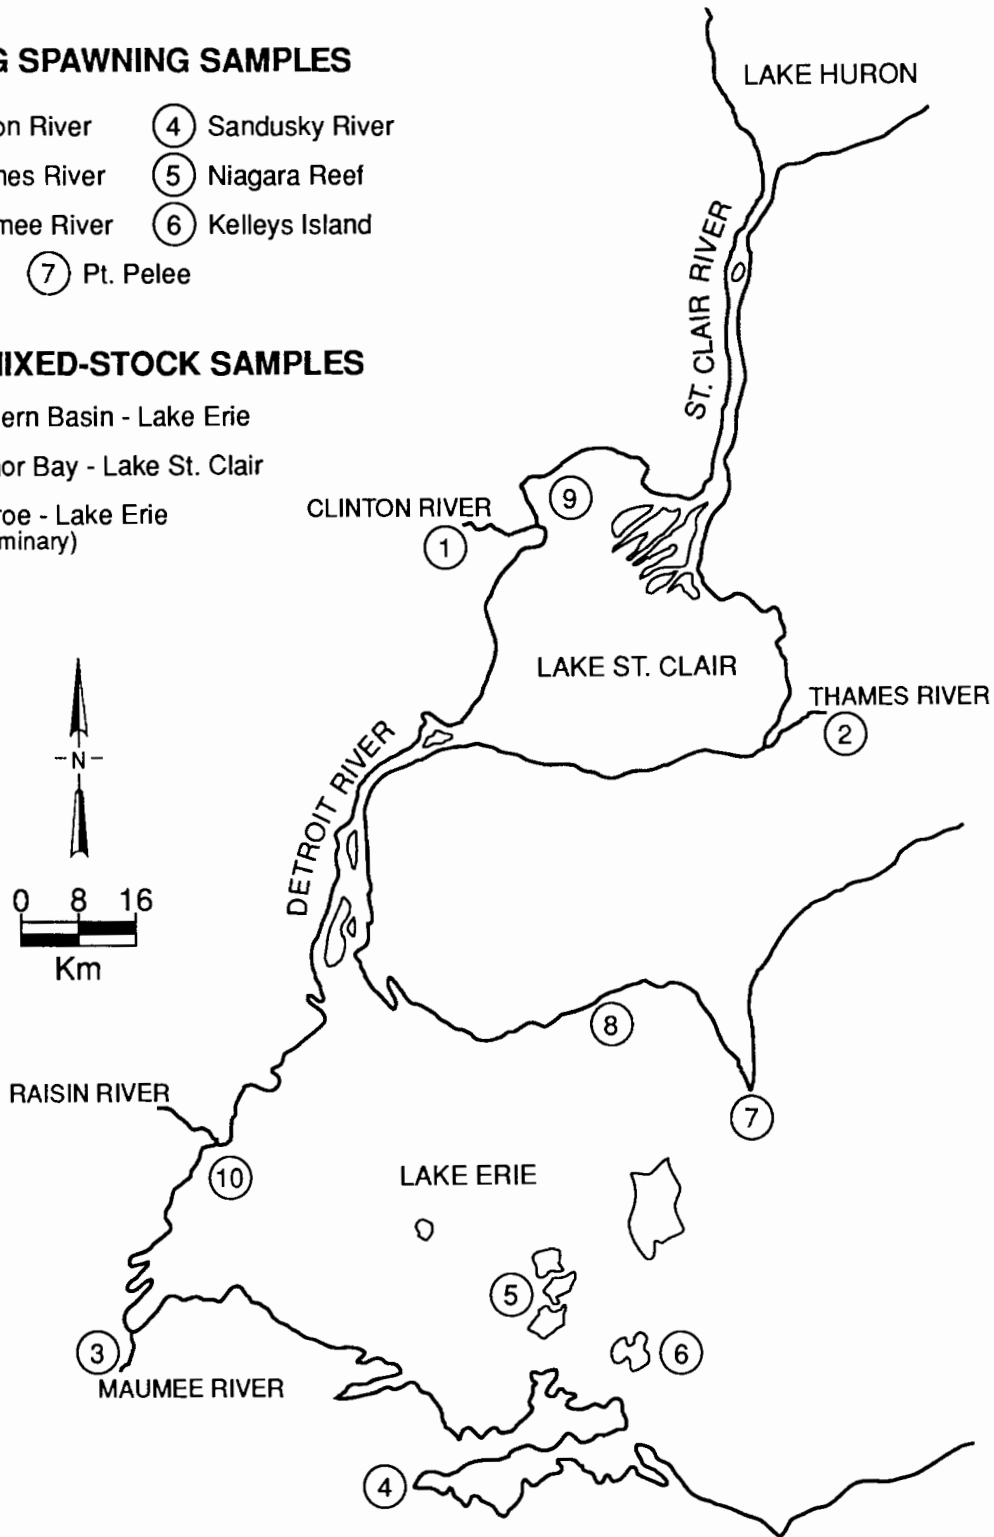 G SPAWNING SAMPLES
on River 4 Sandusky River
mes River 5 Niagara Reef
mee River 6 Kelleys Island
7 Pt. Pelee
MIXED-STOCK SAMPLES
ern Basin - Lake Erie
or Bay - Lake St. Clair
roe - Lake Erie
minary)
LAKE HURON
ST. CLAIR RIVER
CLINTON RIVER
9
1
LAKE ST. CLAIR
THAMES RIVER
2
DETROIT RIVER
-N-
0 8 16
Km
8
RAISIN RIVER
7
10
LAKE ERIE
5
3
6
MAUMEE RIVER
4